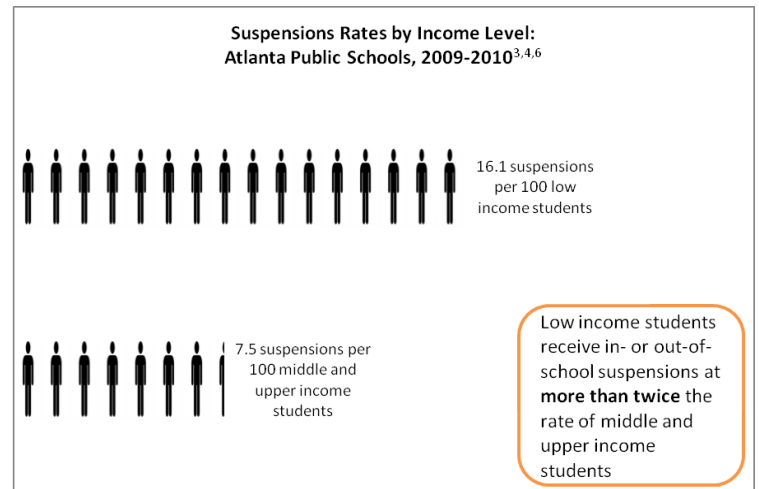 Suspensions Rates by Income Level:
Atlanta Public Schools, 2009-2010³,⁴,⁶
16.1 suspensions
per 100 low
income students
7.5 suspensions per
100 middle and
upper income
students
Low income students
receive in- or out-of-
school suspensions at
more than twice the
rate of middle and
upper income
students